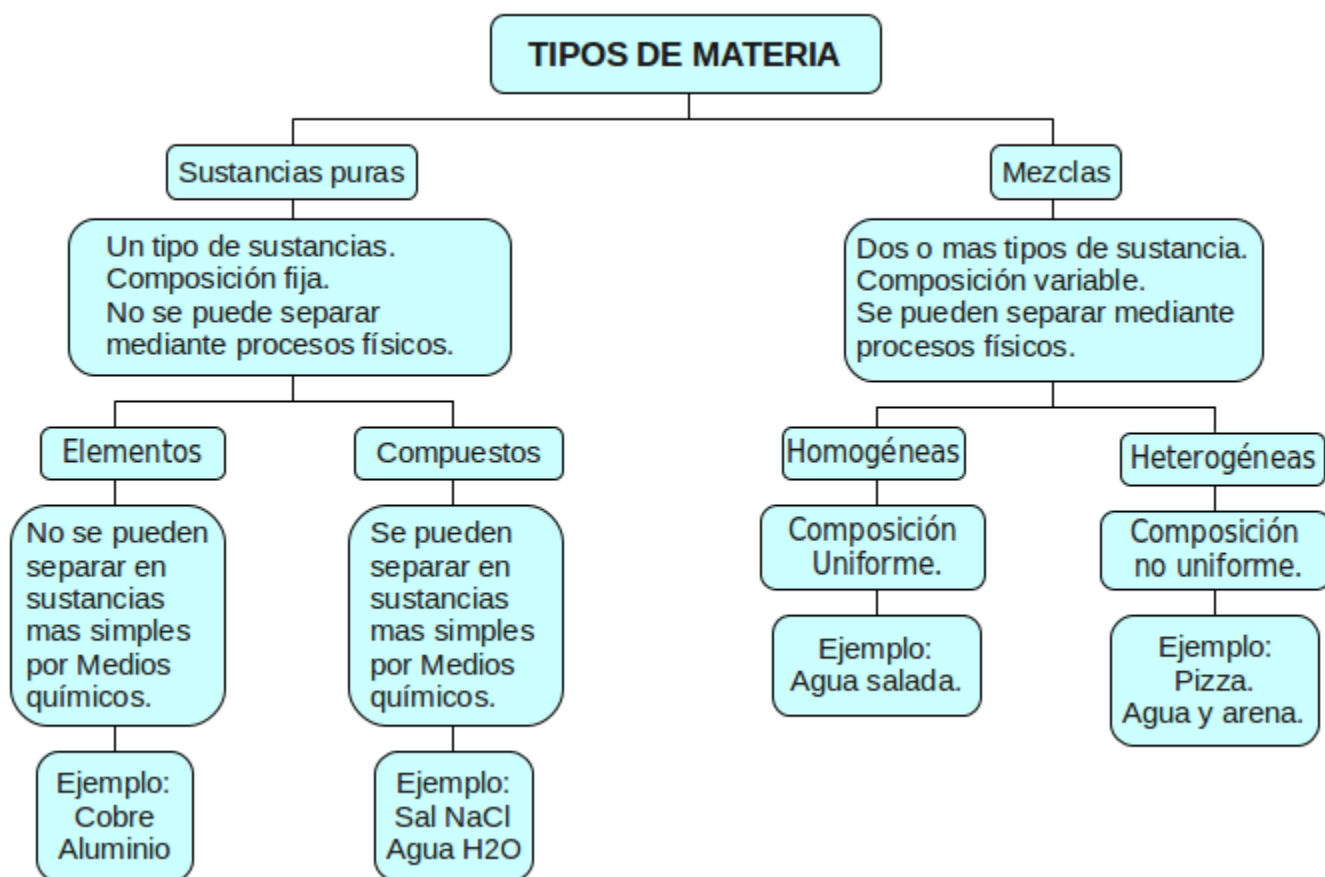 TIPOS DE MATERIA
Sustancias puras
Mezclas
Un tipo de sustancias.
Composición fija.
No se puede separar
mediante procesos físicos.
Dos o mas tipos de sustancia.
Composición variable.
Se pueden separar mediante
procesos físicos.
Elementos
Compuestos
Homogéneas
Heterogéneas
No se pueden
separar en
sustancias
mas simples
por Medios
químicos.
Se pueden
separar en
sustancias
mas simples
por Medios
químicos.
Composición
Uniforme.
Composición
no uniforme.
Ejemplo:
Cobre
Aluminio
Ejemplo:
Sal NaCl
Agua H2O
Ejemplo:
Agua salada.
Ejemplo:
Pizza.
Agua y arena.